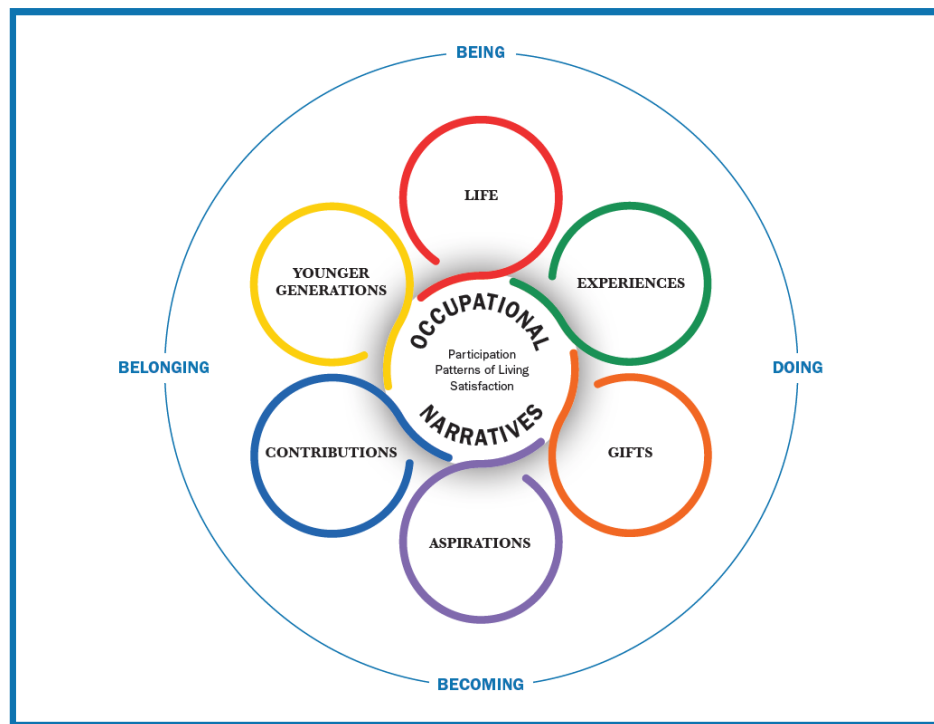 BEING
LIFE
YOUNGER
GENERATIONS
EXPERIENCES
OCCUPATIONAL
Participation
Patterns of Living
Satisfaction
NARRATIVES
BELONGING
DOING
CONTRIBUTIONS
GIFTS
ASPIRATIONS
BECOMING